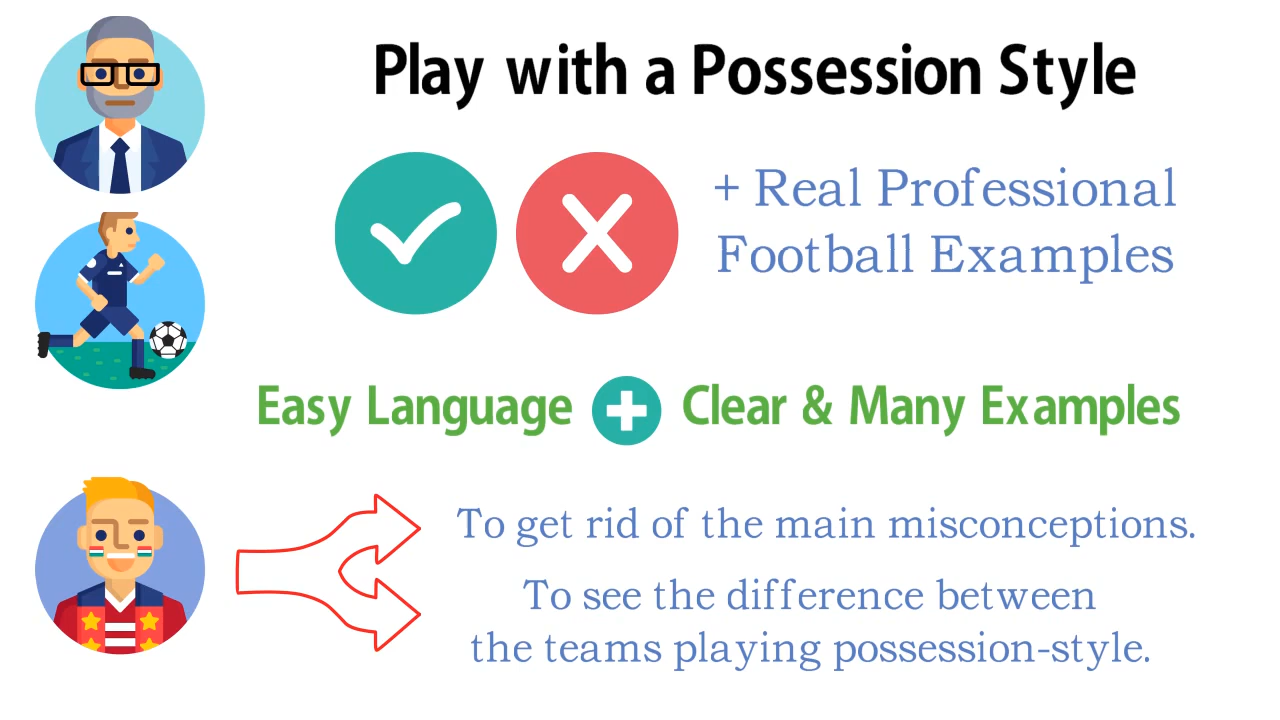 Play with a Possession Style
+ Real Professional
Football Examples
Easy Language
Clear & Many Examples
To get rid of the main misconceptions.
To see the difference between
the teams playing possession-style.